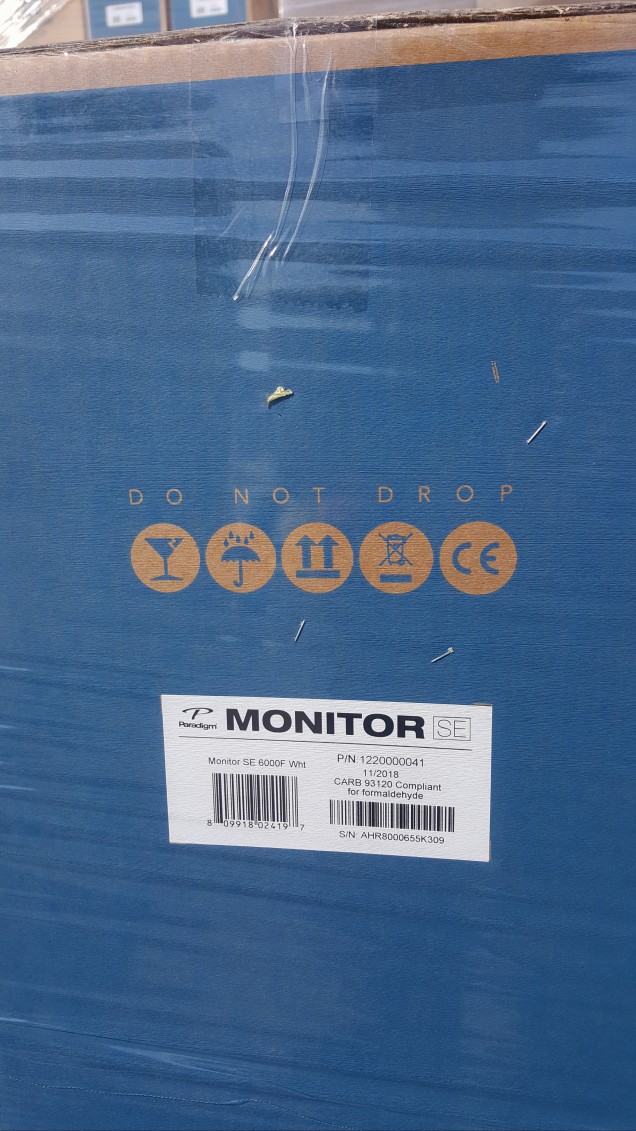 DO NOT DROP
CE
Paradigm
MONITOR SE
Monitor SE 6000F Wht
P/N:1220000041
11/2018
CARB 93120 Compliant
for formaldehyde
8 09918 02419 7
S/N: AHR8000655K309